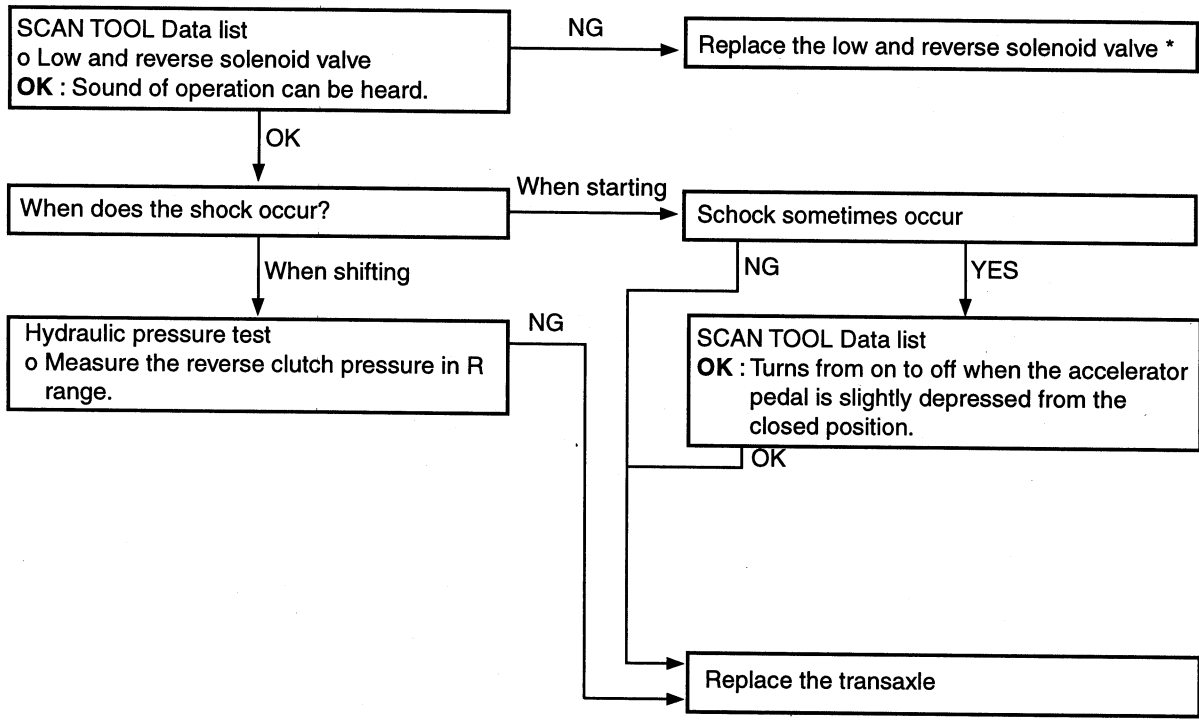 SCAN TOOL Data list
o Low and reverse solenoid valve
OK : Sound of operation can be heard.
NG
Replace the low and reverse solenoid valve *
OK
When does the shock occur?
When starting
Schock sometimes occur
When shifting
NG
YES
Hydraulic pressure test
o Measure the reverse clutch pressure in R
range.
NG
SCAN TOOL Data list
OK : Turns from on to off when the accelerator
pedal is slightly depressed from the
closed position.
OK
Replace the transaxle